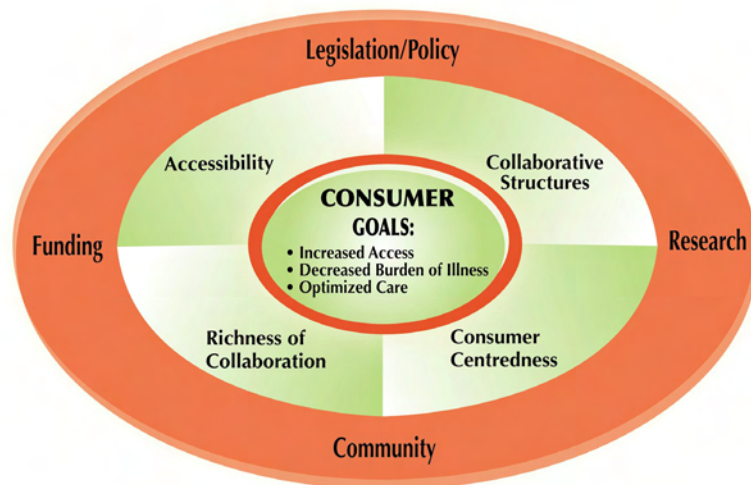 Legislation/Policy
Accessibility
Collaborative
Structures
CONSUMER
GOALS:
• Increased Access
• Decreased Burden of Illness
• Optimized Care
Funding
Research
Richness of
Collaboration
Consumer
Centredness
Community